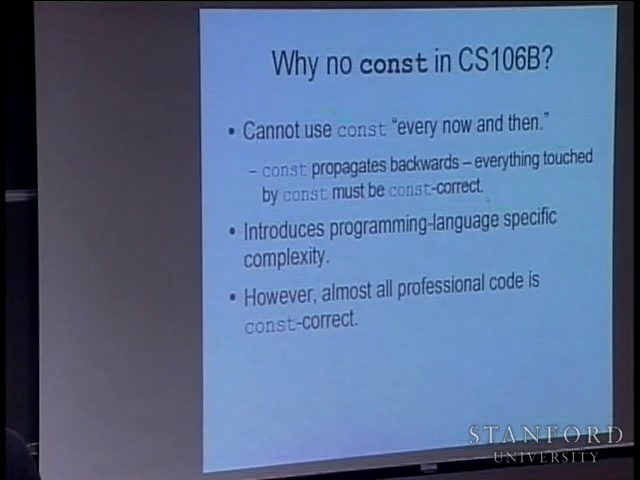 Why no const in CS106B?
• Cannot use const “every now and then.”
– const propagates backwards – everything touched
by const must be const-correct.
• Introduces programming-language specific
complexity.
• However, almost all professional code is
const-correct.
STANFORD
UNIVERSITY